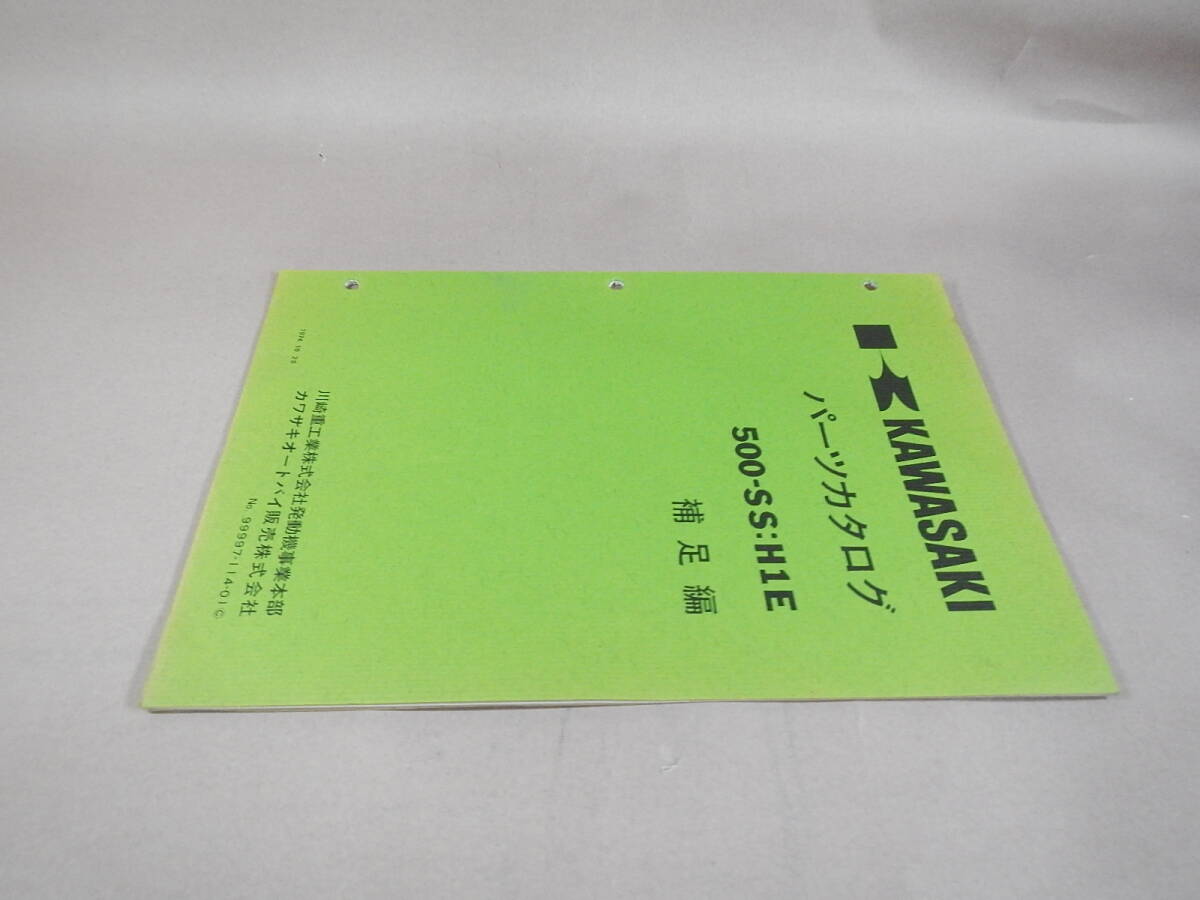 KAWASAKI
パーツカタログ
500-SS:H1E
補足編
川崎重工業株式会社発動機事業本部
カワサキオートバイ販売株式会社
No. 99997-114-01©